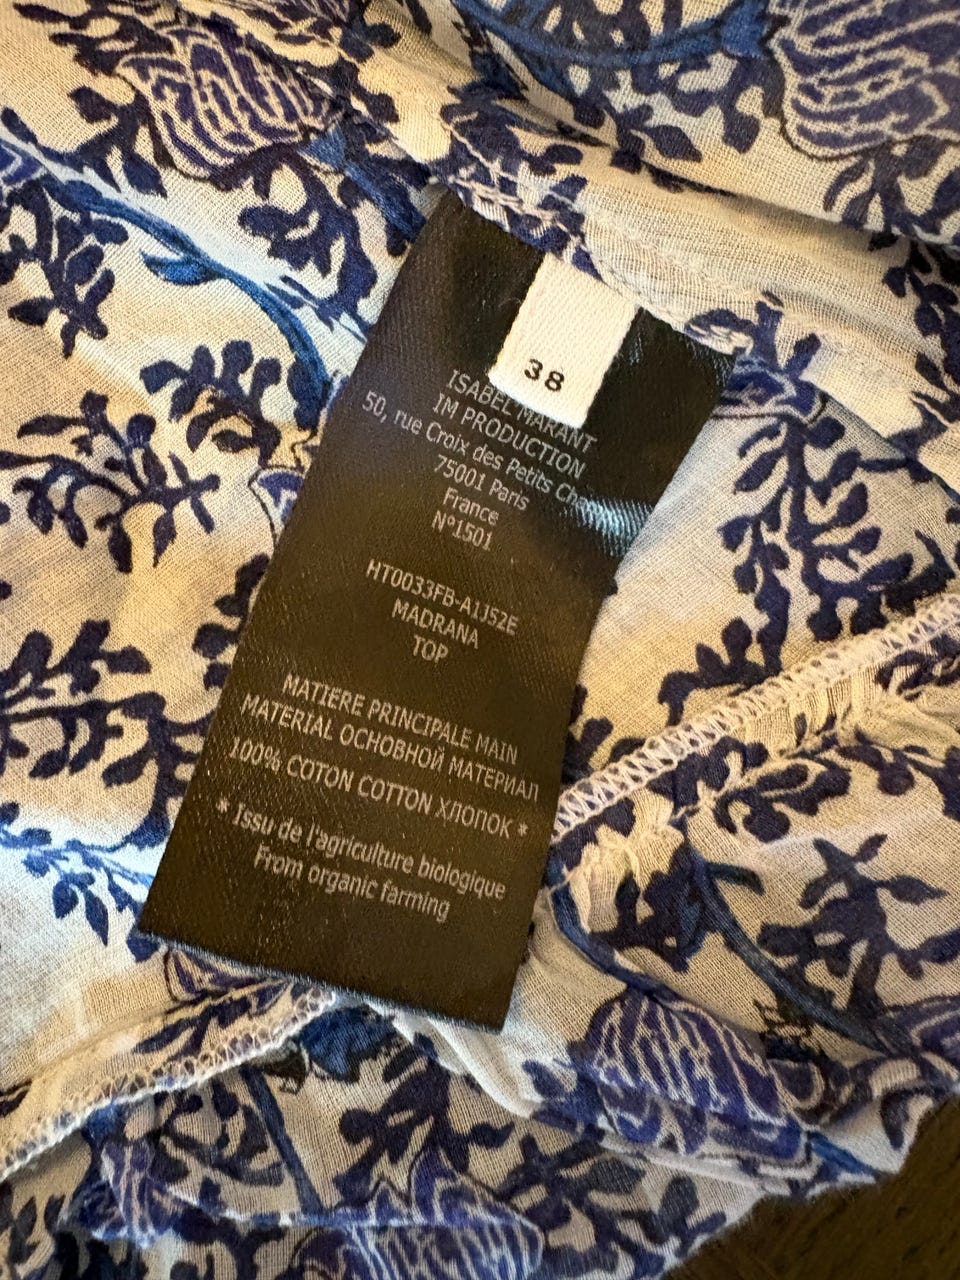 38
ISABEL MARANT
IM PRODUCTION
50, rue Croix des Petits
75001 Paris
France
N°1501
HT0033FB-A1J52E
MADRANA
TOP
MATIERE PRINCIPALE MAIN
MATERIAL ОСНОВНОЙ МАТЕРИАЛ
100% COTON COTTON ХЛОПОК *
* Issu de l'agriculture biologique
From organic farming